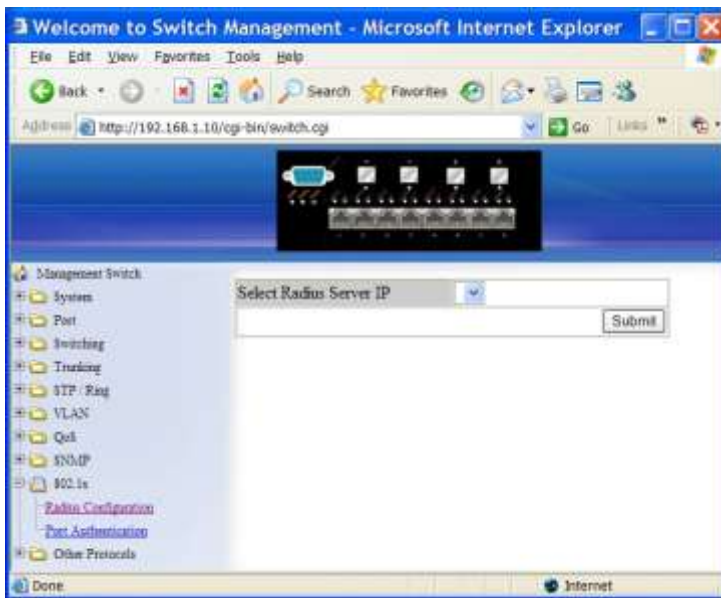 Welcome to Switch Management - Microsoft Internet Explorer
File Edit View Favorites Tools Help
Back Search Favorites
Address http://192.168.1.10/cgi-bin/switch.cgi Go Links »
Management Switch
System
Port
Switching
Trunking
STP / Ring
VLAN
QoS
SNMP
802.1x
Radius Configuration
Port Authentication
Other Protocols
Select Radius Server IP
Submit
Done Internet